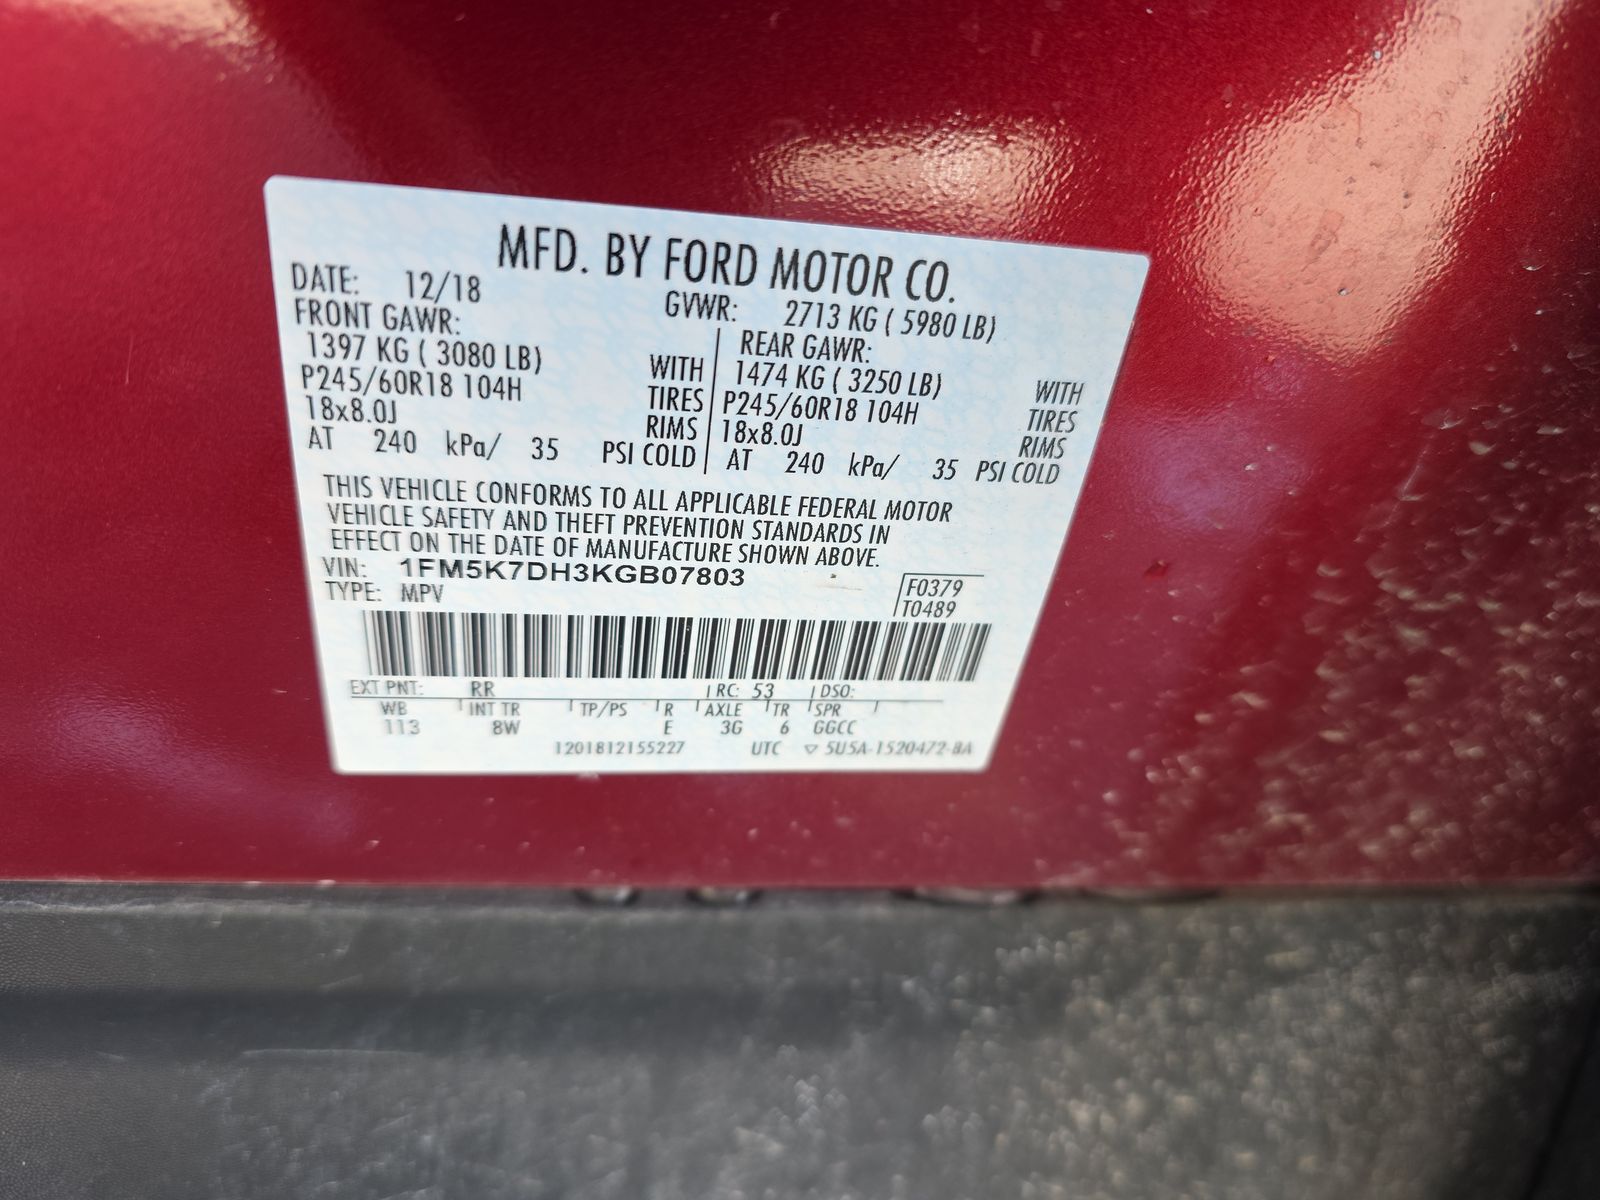 MFD. BY FORD MOTOR CO.
DATE: 12/18 GVWR: 2713 KG ( 5980 LB)
FRONT GAWR: REAR GAWR:
1397 KG ( 3080 LB) WITH 1474 KG ( 3250 LB) WITH
P245/60R18 104H TIRES P245/60R18 104H TIRES
18x8.0J RIMS 18x8.0J RIMS
AT 240 kPa/ 35 PSI COLD AT 240 kPa/ 35 PSI COLD
THIS VEHICLE CONFORMS TO ALL APPLICABLE FEDERAL MOTOR
VEHICLE SAFETY AND THEFT PREVENTION STANDARDS IN
EFFECT ON THE DATE OF MANUFACTURE SHOWN ABOVE.
VIN: 1FM5K7DH3KGB07803
TYPE: MPV F0379
T0489
EXT PNT: RR RC: 53 DSO:
WB INT TR TP/PS R AXLE TR SPR
113 8W E 3G 6 GGCC
1201812155227 UTC ▽ 5U5A-1520472-BA